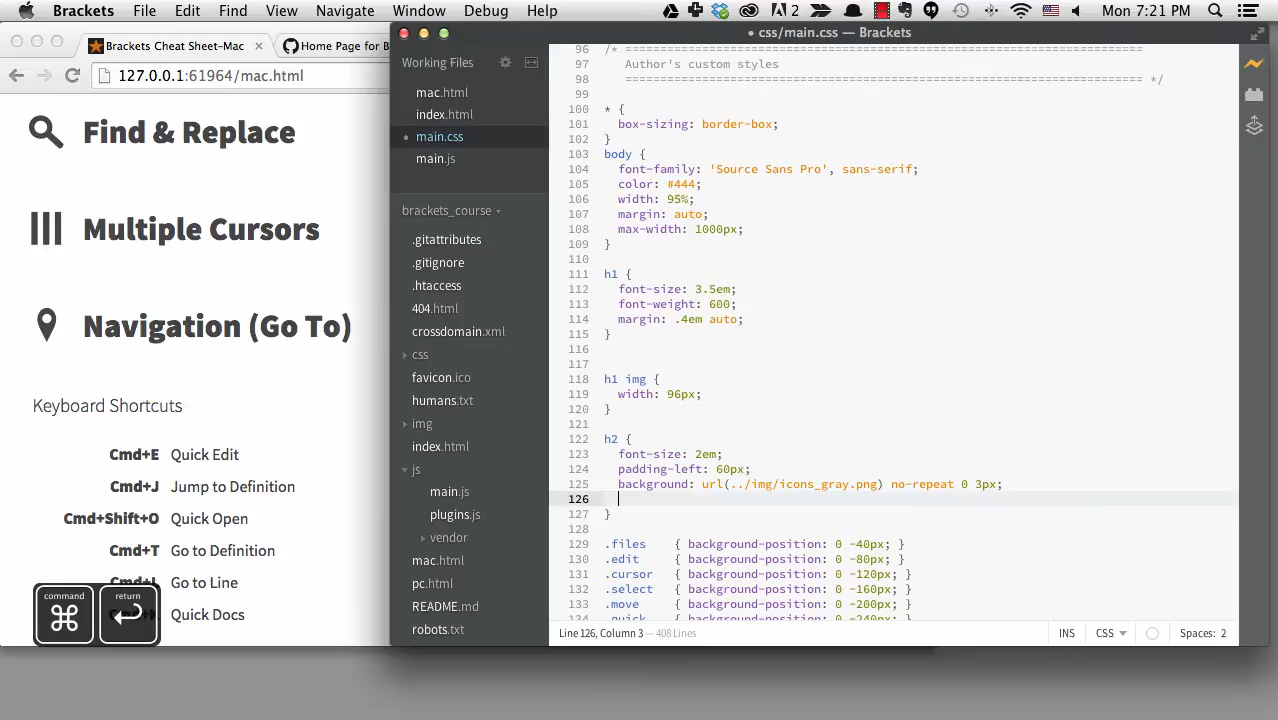 Brackets File Edit Find View Navigate Window Debug Help
2 Mon 7:21 PM
Brackets Cheat Sheet—Mac
Home Page for B
127.0.0.1:61964/mac.html
Find & Replace
Multiple Cursors
Navigation (Go To)
Keyboard Shortcuts
Cmd+E Quick Edit
Cmd+J Jump to Definition
Cmd+Shift+O Quick Open
Cmd+T Go to Definition
Go to Line
Quick Docs
command
return
• css/main.css — Brackets
Working Files
mac.html
index.html
main.css
main.js
brackets_course
.gitattributes
.gitignore
.htaccess
404.html
crossdomain.xml
css
favicon.ico
humans.txt
img
index.html
js
main.js
plugins.js
vendor
mac.html
pc.html
README.md
robots.txt
96 /* ==========================================================================
97 Author's custom styles
98 ========================================================================== */
99
100 * {
101 box-sizing: border-box;
102 }
103 body {
104 font-family: 'Source Sans Pro', sans-serif;
105 color: #444;
106 width: 95%;
107 margin: auto;
108 max-width: 1000px;
109 }
110
111 h1 {
112 font-size: 3.5em;
113 font-weight: 600;
114 margin: .4em auto;
115 }
116
117
118 h1 img {
119 width: 96px;
120 }
121
122 h2 {
123 font-size: 2em;
124 padding-left: 60px;
125 background: url(../img/icons_gray.png) no-repeat 0 3px;
126
127 }
128
129 .files { background-position: 0 -40px; }
130 .edit { background-position: 0 -80px; }
131 .cursor { background-position: 0 -120px; }
132 .select { background-position: 0 -160px; }
133 .move { background-position: 0 -200px; }
134 .quick { background-position: 0 -240px; }
Line 126, Column 3 — 408 Lines
INS CSS Spaces: 2